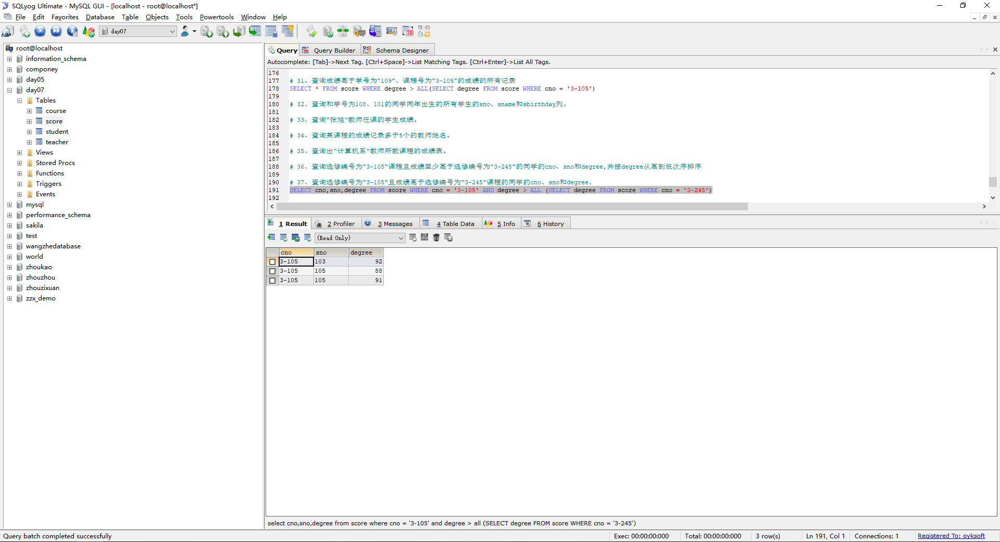 SQLyog Ultimate - MySQL GUI - [localhost - root@localhost*]
File Edit Favorites Database Table Objects Tools Powertools Window Help
day07
root@localhost
information_schema
componey
day05
day07
Tables
course
score
student
teacher
Views
Stored Procs
Functions
Triggers
Events
mysql
performance_schema
sakila
test
wangzhedatabase
world
zhoukao
zhouzhou
zhouzixuan
zzx_demo
Query Query Builder Schema Designer
Autocomplete: [Tab]->Next Tag. [Ctrl+Space]->List Matching Tags. [Ctrl+Enter]->List All Tags.
176
177 # 31、查询成绩高于学号为“109”、课程号为“3-105”的成绩的所有记录
178 SELECT * FROM score WHERE degree > ALL(SELECT degree FROM score WHERE cno = '3-105')
179
180 # 32、查询和学号为108、101的同学同年出生的所有学生的sno、sname和sbirthday列。
181
182 # 33、查询“张旭“教师任课的学生成绩。
183
184 # 34、查询某课程的成绩记录多于5个的教师姓名。
185
186 # 35、查询出“计算机系“教师所教课程的成绩表。
187
188 # 36、查询选修编号为“3-105“课程且成绩至少高于选修编号为“3-245”的同学的cno、sno和degree,并按degree从高到低次序排序
189
190 # 37、查询选修编号为“3-105”且成绩高于选修编号为“3-245”课程的同学的cno、sno和degree.
191 SELECT cno,sno,degree FROM score WHERE cno = '3-105' AND degree > ALL (SELECT degree FROM score WHERE cno = '3-245')
192
1 Result 2 Profiler 3 Messages 4 Table Data 5 Info 18 6 History
(Read Only)
cno sno degree
3-105 103 92
3-105 105 88
3-105 105 91
select cno,sno,degree from score where cno = '3-105' and degree > all (SELECT degree FROM score WHERE cno = '3-245')
Query batch completed successfully Exec: 00:00:00:000 Total: 00:00:00:000 3 row(s) Ln 191, Col 1 Connections: 1 Registered To: oyksoft